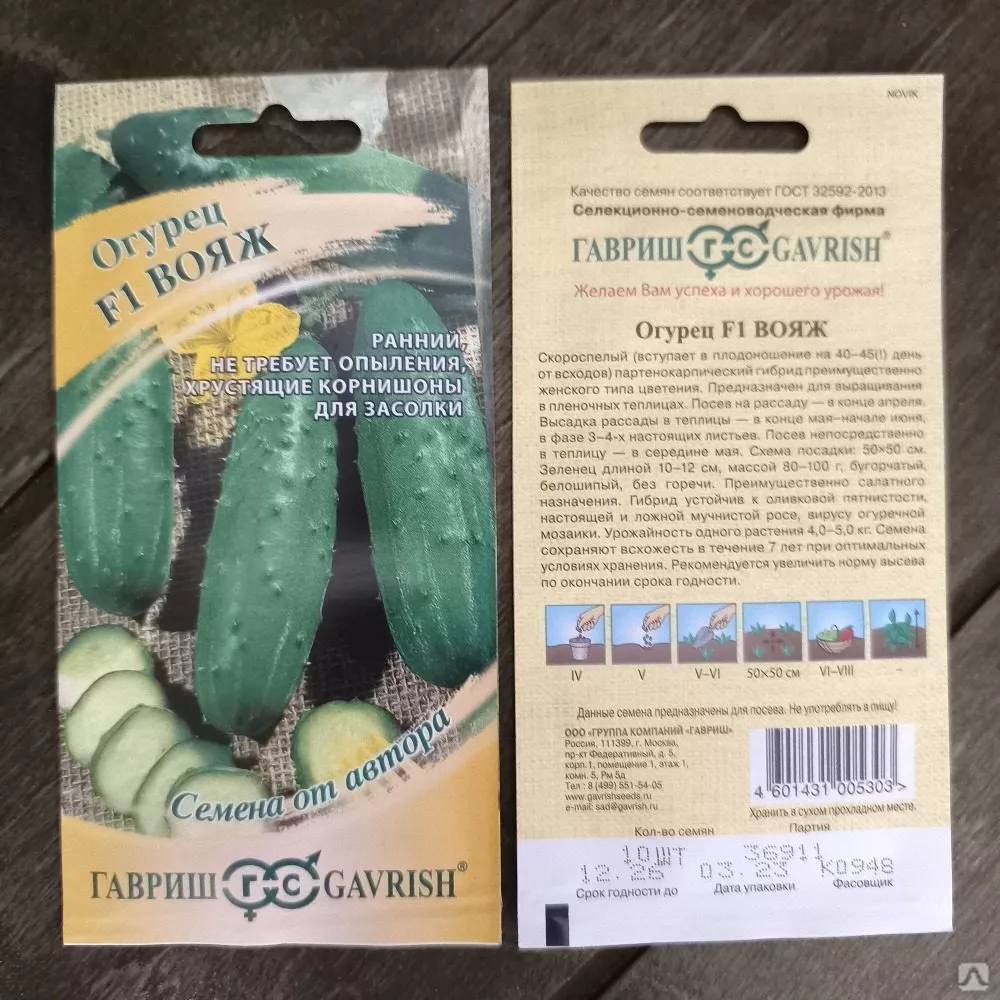 Огурец
F1 ВОЯЖ
РАННИЙ,
НЕ ТРЕБУЕТ ОПЫЛЕНИЯ,
ХРУСТЯЩИЕ КОРНИШОНЫ
ДЛЯ ЗАСОЛКИ
Семена от автора
ГАВРИШ ГС GAVRISH®
NOVIK
Качество семян соответствует ГОСТ 32592-2013
Селекционно-семеноводческая фирма
ГАВРИШ ГС GAVRISH®
Желаем Вам успеха и хорошего урожая!
Огурец F1 ВОЯЖ
Скороспелый (вступает в плодоношение на 40–45(!) день
от всходов) партенокарпический гибрид преимущественно
женского типа цветения. Предназначен для выращивания
в пленочных теплицах. Посев на рассаду — в конце апреля.
Высадка рассады в теплицы — в конце мая–начале июня,
в фазе 3–4-х настоящих листьев. Посев непосредственно
в теплицу — в середине мая. Схема посадки: 50×50 см.
Зеленец длиной 10–12 см, массой 80–100 г, бугорчатый,
белошипый, без горечи. Преимущественно салатного
назначения. Гибрид устойчив к оливковой пятнистости,
настоящей и ложной мучнистой росе, вирусу огуречной
мозаики. Урожайность одного растения 4,0–5,0 кг. Семена
сохраняют всхожесть в течение 7 лет при оптимальных
условиях хранения. Рекомендуется увеличить норму высева
по окончании срока годности.
IV V V–VI 50×50 см VI–VIII –
Данные семена предназначены для посева. Не употреблять в пищу!
ООО «ГРУППА КОМПАНИЙ «ГАВРИШ»
Россия, 111399, г. Москва,
пр-кт Федеративный, д. 5,
корп. 1, помещение 1, этаж 1,
комн. 5, Рм 5д
Тел.: 8 (499) 551-54-05
www.gavrishseeds.ru
e-mail: sad@gavrish.ru
4 601431 005303 >
Хранить в сухом прохладном месте.
Кол-во семян Партия
10шт 36911
12.26 03.23 К0948
Срок годности до Дата упаковки Фасовщик